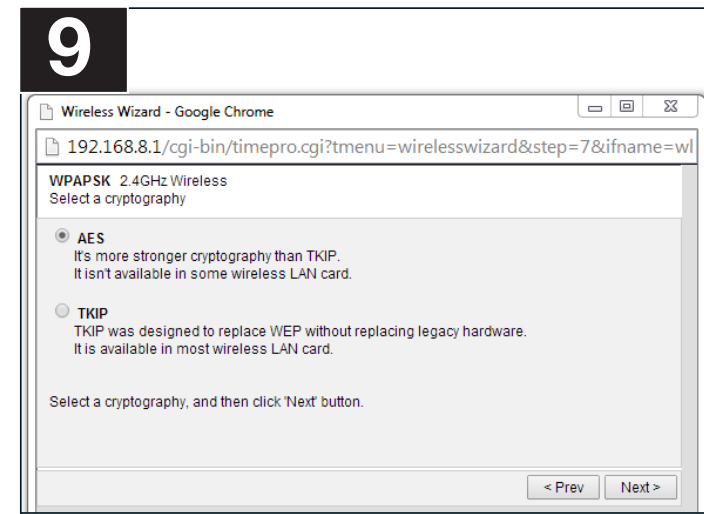 9
Wireless Wizard - Google Chrome
192.168.8.1/cgi-bin/timepro.cgi?tmenu=wirelesswizard&step=7&ifname=wl
WPAPSK 2.4GHz Wireless
Select a cryptography
AES
It's more stronger cryptography than TKIP.
It isn't available in some wireless LAN card.
TKIP
TKIP was designed to replace WEP without replacing legacy hardware.
It is available in most wireless LAN card.
Select a cryptography, and then click 'Next' button.
< Prev Next >